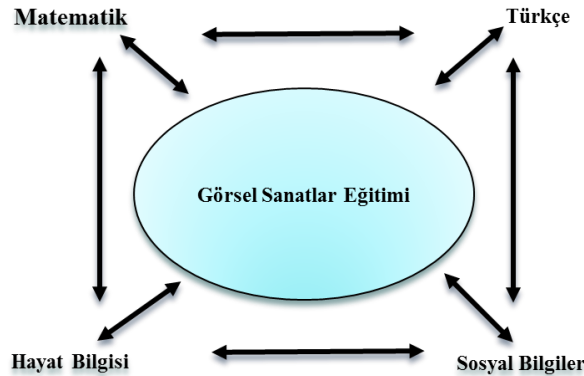 Matematik
Türkçe
Görsel Sanatlar Eğitimi
Hayat Bilgisi
Sosyal Bilgiler